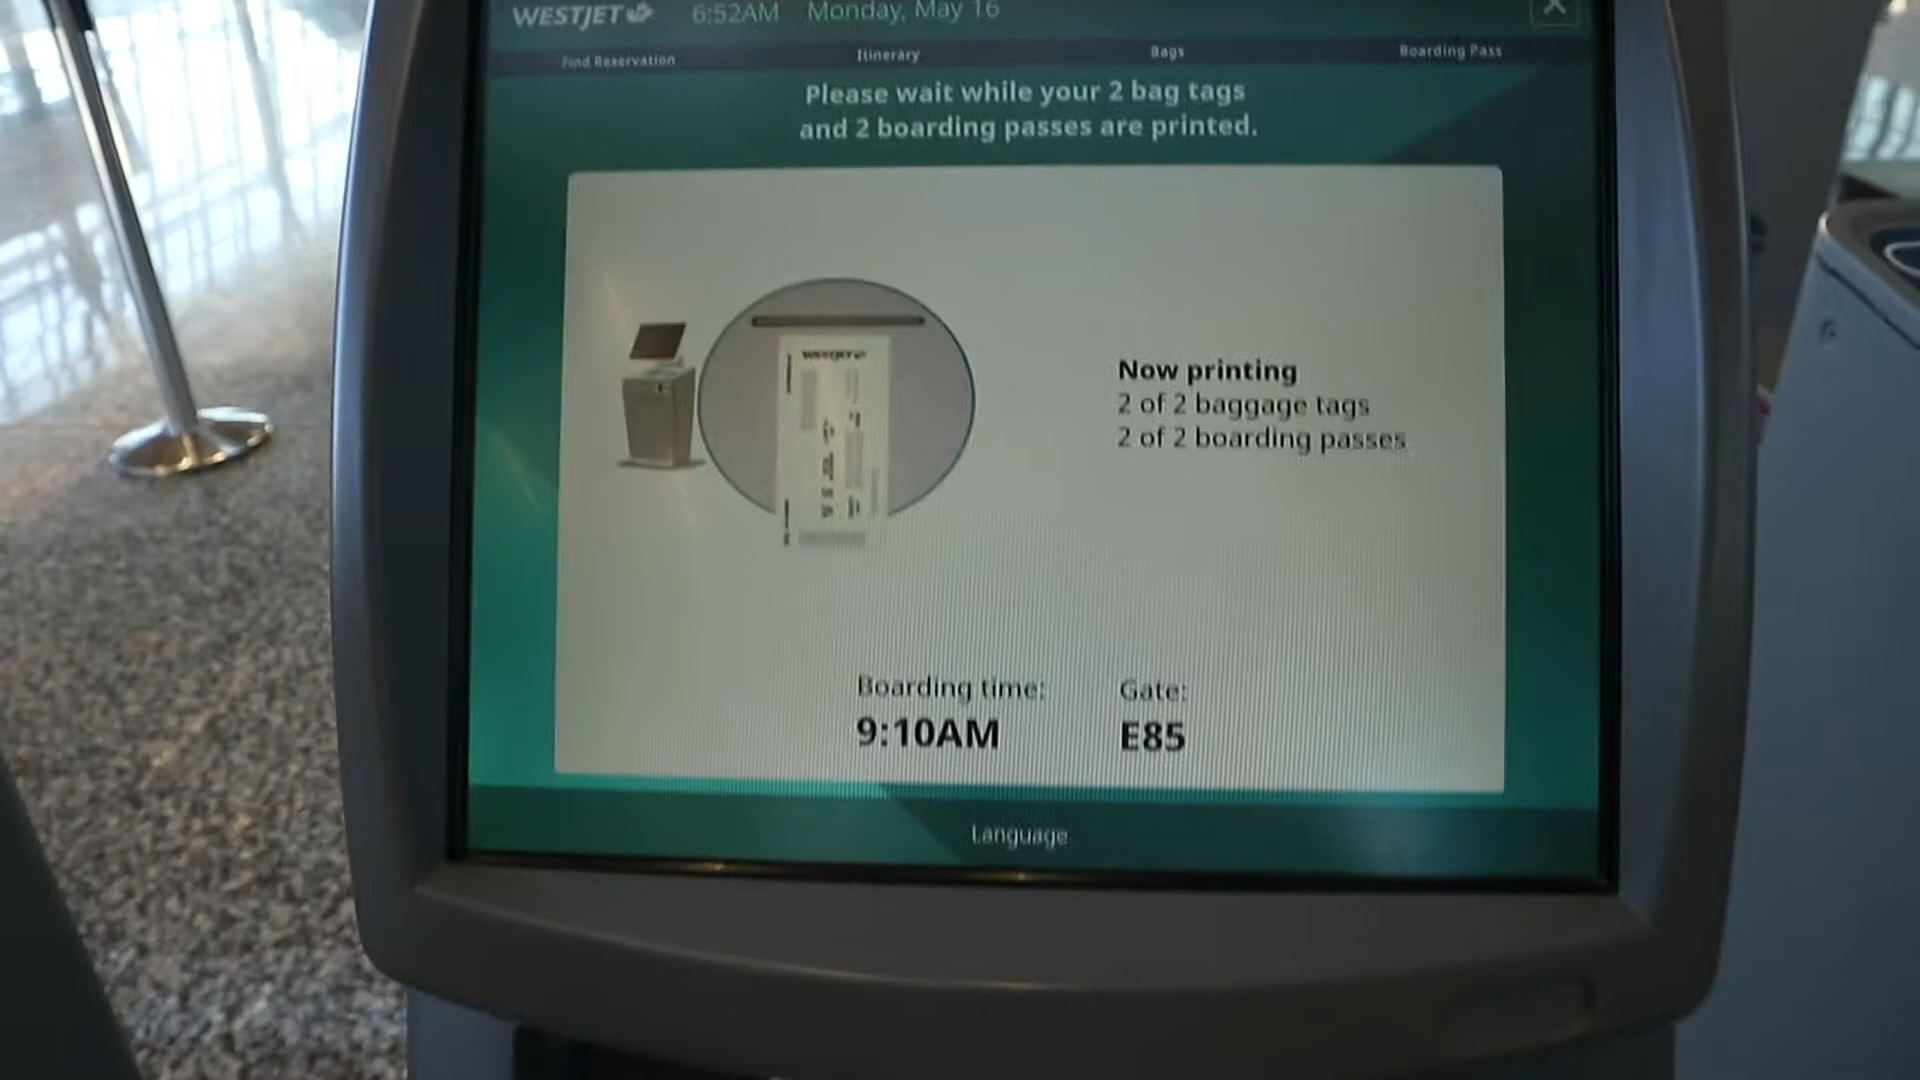 WESTJET 6:52AM Monday, May 16
Find Reservation Itinerary Bags Boarding Pass
Please wait while your 2 bag tags
and 2 boarding passes are printed.
WESTJET
Now printing
2 of 2 baggage tags
2 of 2 boarding passes
Boarding time: Gate:
9:10AM E85
Language